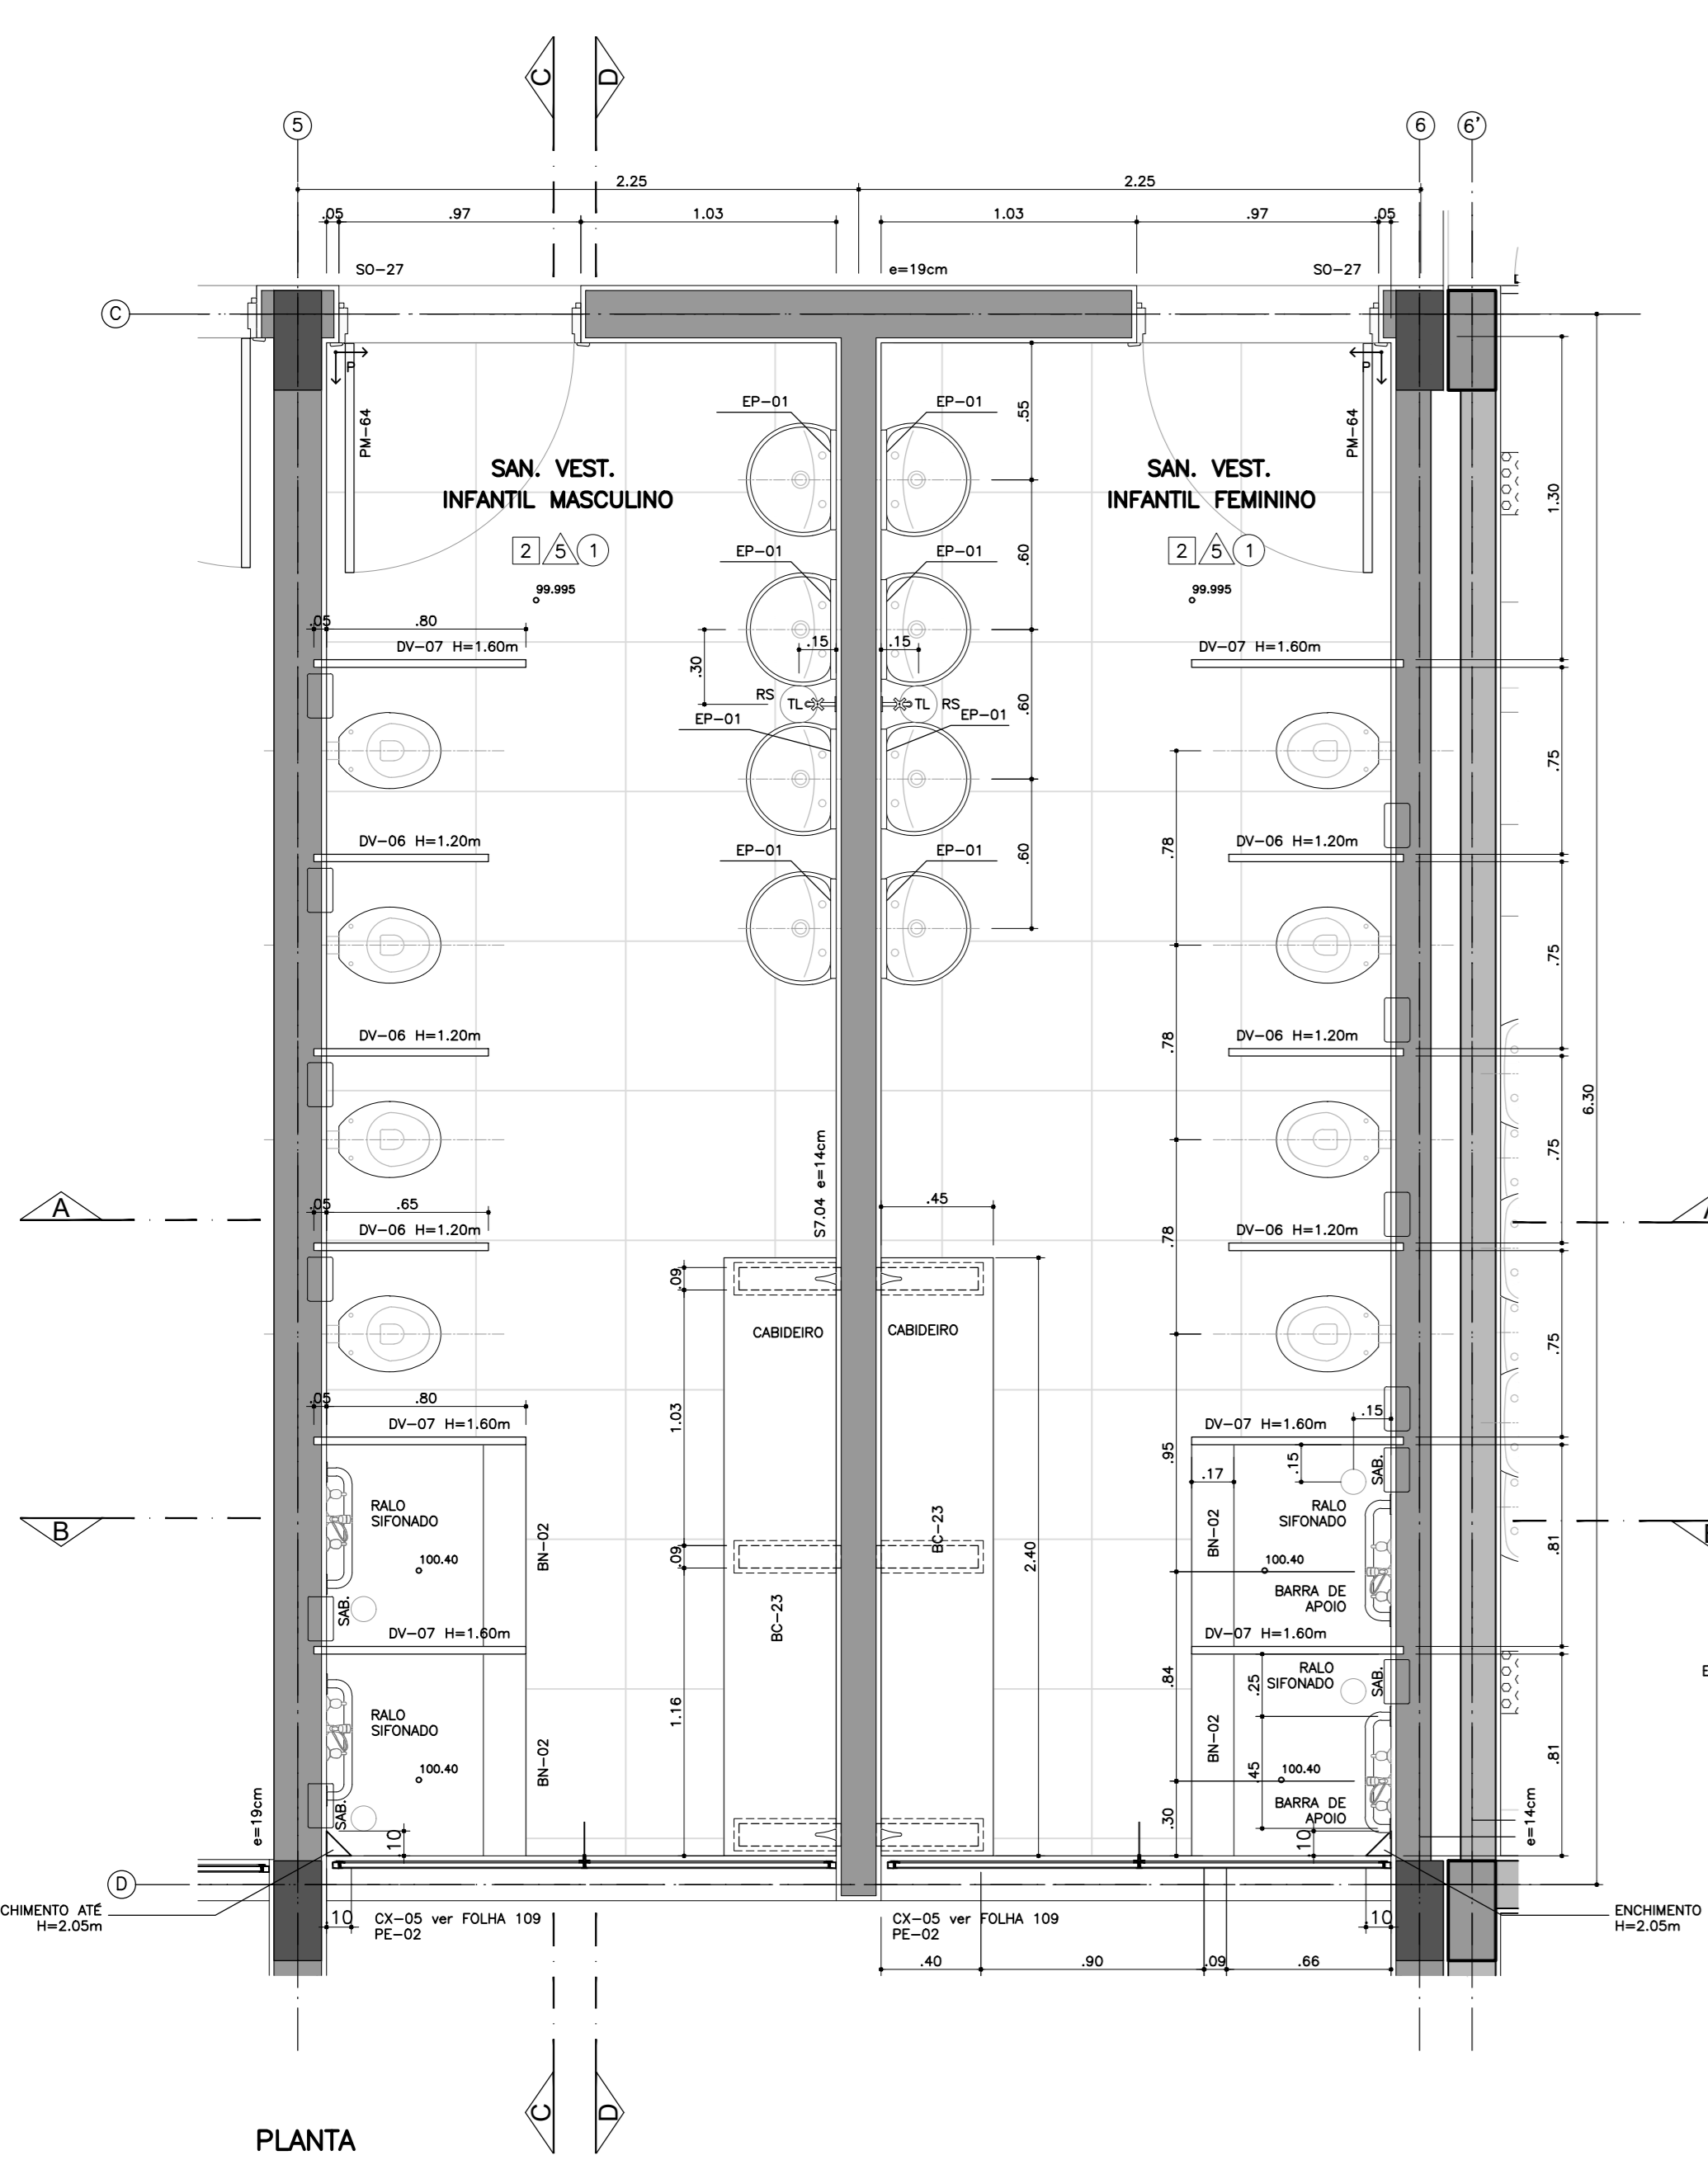 C
D
5
6
6'
2.25
2.25
.05
.97
1.03
1.03
.97
.05
SO-27
e=19cm
SO-27
C
P
P
PM-64
PM-64
EP-01
EP-01
.55
SAN. VEST.
INFANTIL MASCULINO
SAN. VEST.
INFANTIL FEMININO
1.30
2
5
1
2
5
1
EP-01
EP-01
.60
99.995
99.995
.05
.80
DV-07 H=1.60m
.15
.15
DV-07 H=1.60m
.30
RS
TL
TL
RS
EP-01
EP-01
.60
.75
DV-06 H=1.20m
EP-01
EP-01
.60
.78
DV-06 H=1.20m
.75
DV-06 H=1.20m
.78
DV-06 H=1.20m
6.30
S7.04 e=14cm
.75
A
.05
.65
.45
DV-06 H=1.20m
.78
DV-06 H=1.20m
.09
CABIDEIRO
CABIDEIRO
.75
.05
.80
DV-07 H=1.60m
1.03
DV-07 H=1.60m
.15
.95
.15
SAB.
.17
RALO
SIFONADO
RALO
SIFONADO
B
BN-02
BC-23
BN-02
.09
2.40
.81
100.40
100.40
BARRA DE
APOIO
SAB.
BC-23
DV-07 H=1.60m
DV-07 H=1.60m
.84
RALO
SIFONADO
SAB.
.25
RALO
SIFONADO
1.16
BN-02
BN-02
100.40
100.40
.45
.81
BARRA DE
APOIO
SAB.
e=19cm
.10
.30
.10
e=14cm
D
CHIMENTO ATÉ
H=2.05m
.10
CX-05 ver FOLHA 109
PE-02
CX-05 ver FOLHA 109
PE-02
.10
ENCHIMENTO
H=2.05m
.40
.90
.09
.66
C
D
PLANTA